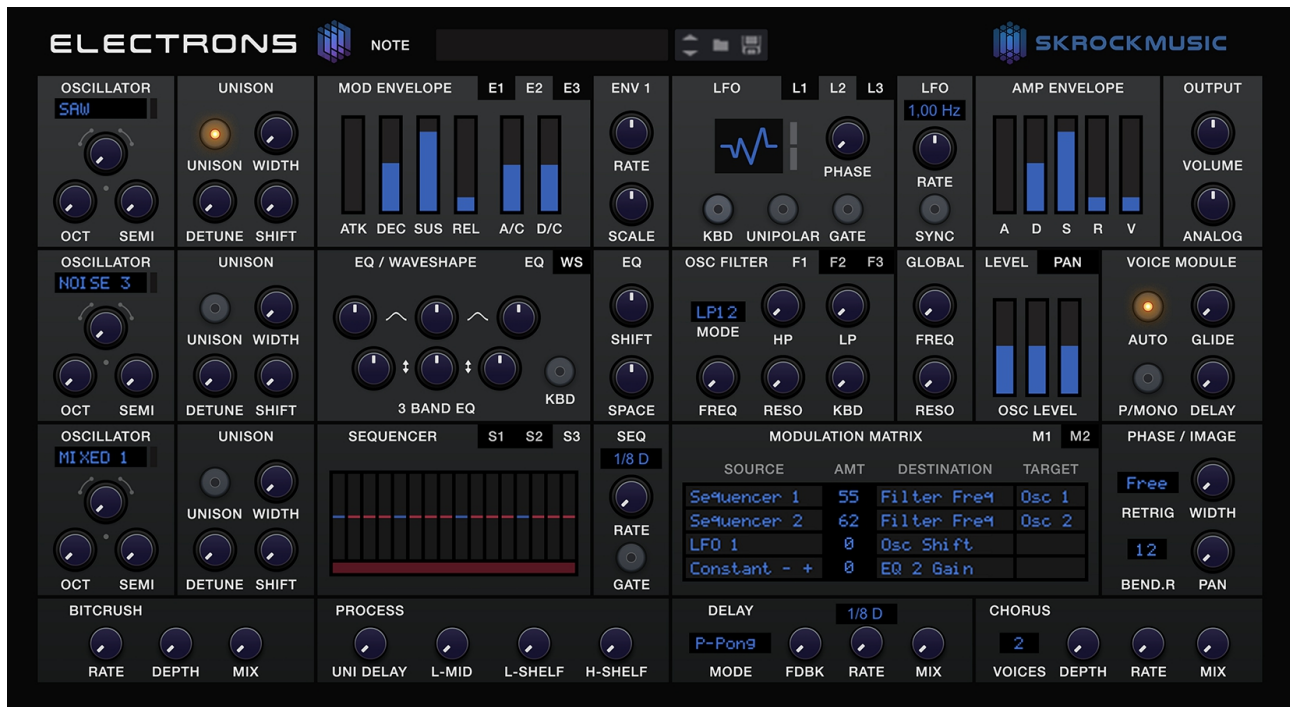 ELECTRONS
NOTE
SKROCKMUSIC
OSCILLATOR
SAW
OCT SEMI
UNISON
UNISON WIDTH
DETUNE SHIFT
MOD ENVELOPE E1 E2 E3
ATK DEC SUS REL A/C D/C
ENV 1
RATE
SCALE
LFO L1 L2 L3
PHASE
KBD UNIPOLAR GATE
LFO
1,00 Hz
RATE
SYNC
AMP ENVELOPE
A D S R V
OUTPUT
VOLUME
ANALOG
OSCILLATOR
NOISE 3
OCT SEMI
UNISON
UNISON WIDTH
DETUNE SHIFT
EQ / WAVESHAPE EQ WS
KBD
3 BAND EQ
EQ
SHIFT
SPACE
OSC FILTER F1 F2 F3
LP12
MODE HP LP
FREQ RESO KBD
GLOBAL
FREQ
RESO
LEVEL PAN
OSC LEVEL
VOICE MODULE
AUTO GLIDE
P/MONO DELAY
OSCILLATOR
MIXED 1
OCT SEMI
UNISON
UNISON WIDTH
DETUNE SHIFT
SEQUENCER S1 S2 S3
SEQ
1/8 D
RATE
GATE
MODULATION MATRIX M1 M2
SOURCE AMT DESTINATION TARGET
Sequencer 1 55 Filter Freq Osc 1
Sequencer 2 62 Filter Freq Osc 2
LFO 1 0 Osc Shift
Constant - + 0 EQ 2 Gain
PHASE / IMAGE
Free
RETRIG WIDTH
12
BEND.R PAN
BITCRUSH
RATE DEPTH MIX
PROCESS
UNI DELAY L-MID L-SHELF H-SHELF
DELAY 1/8 D
P-Pong
MODE FDBK RATE MIX
CHORUS
2
VOICES DEPTH RATE MIX